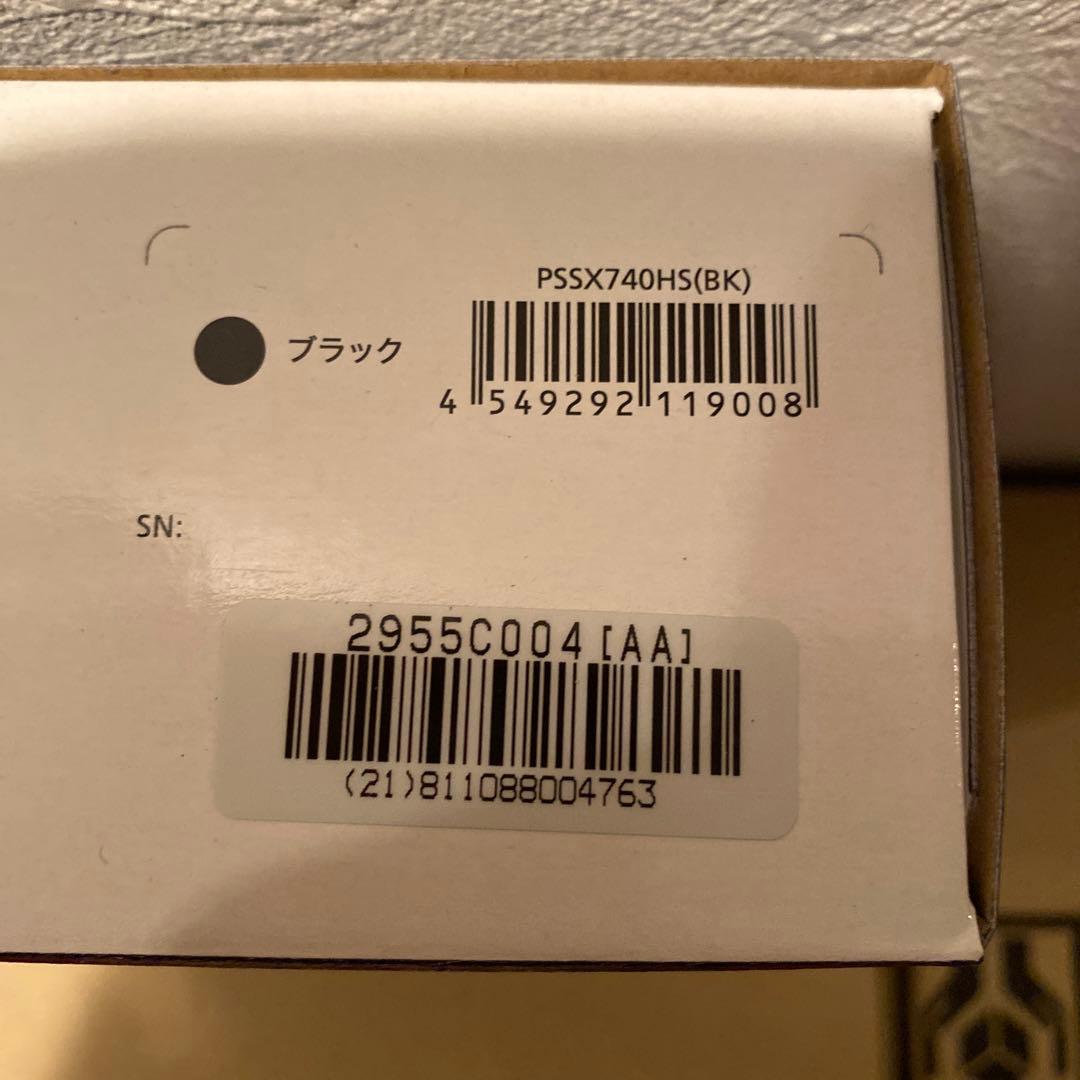 PSSX740HS(BK)
ブラック
4 549292 119008
SN:
2955C004[AA]
(21)811088004763